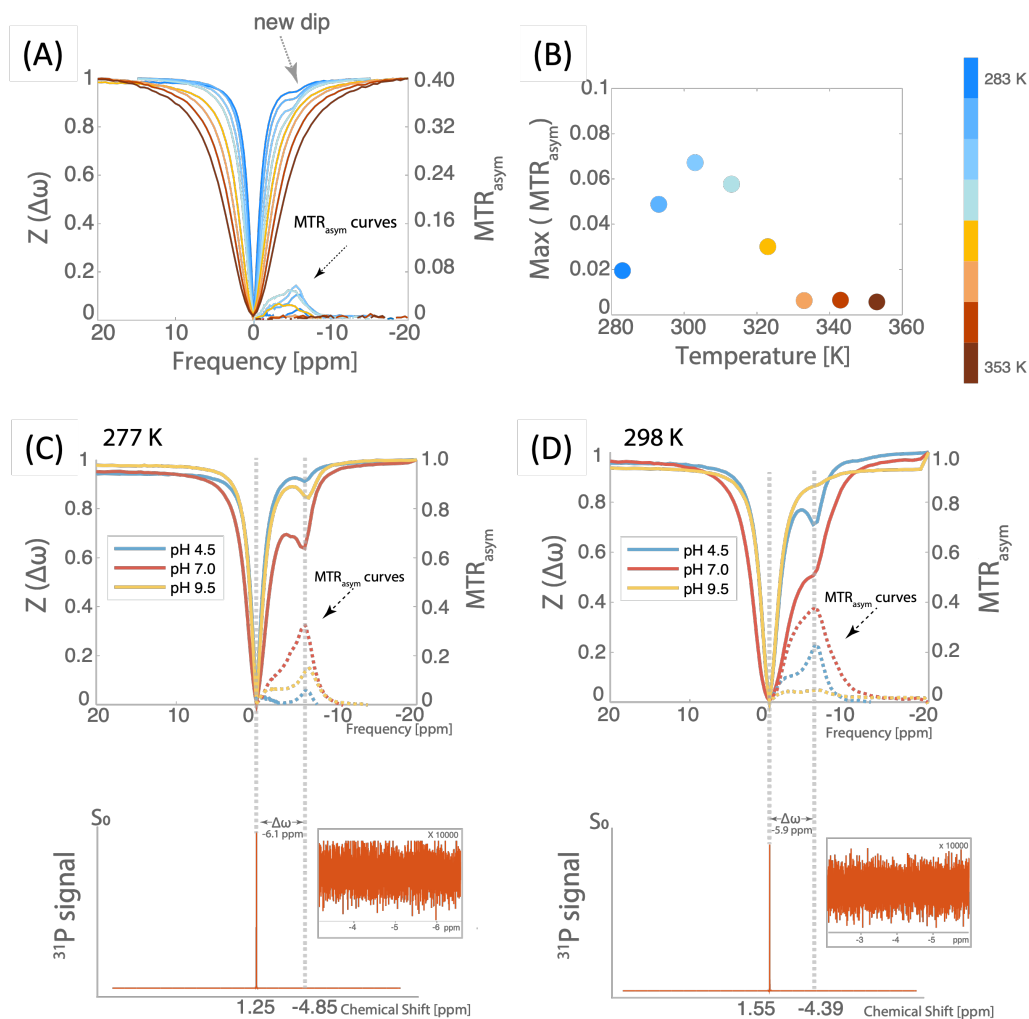 (A)
new dip
1
0.8
0.6
0.4
0.2
0
Z (Δω)
0.40
0.32
0.24
0.16
0.08
0
MTRasym
MTRasym curves
20
10
0
-10
-20
Frequency [ppm]
(B)
0.1
0.08
0.06
0.04
0.02
0
Max ( MTRasym)
280
300
320
340
360
Temperature [K]
283 K
353 K
(C)
277 K
1
0.8
0.6
0.4
0.2
0
Z (Δω)
1.0
0.8
0.6
0.4
0.2
0
MTRasym
pH 4.5
pH 7.0
pH 9.5
MTRasym curves
20
10
0
-10
-20
Frequency [ppm]
S0
Δω
-6.1 ppm
X 10000
-4
-5
-6
ppm
31P signal
1.25
-4.85
Chemical Shift [ppm]
(D)
298 K
1
0.8
0.6
0.4
0.2
0
Z (Δω)
1.0
0.8
0.6
0.4
0.2
0
MTRasym
pH 4.5
pH 7.0
pH 9.5
MTRasym curves
20
10
0
-10
-20
Frequency [ppm]
S0
Δω
-5.9 ppm
x 10000
-3
-4
-5
ppm
31P signal
1.55
-4.39
Chemical Shift [ppm]